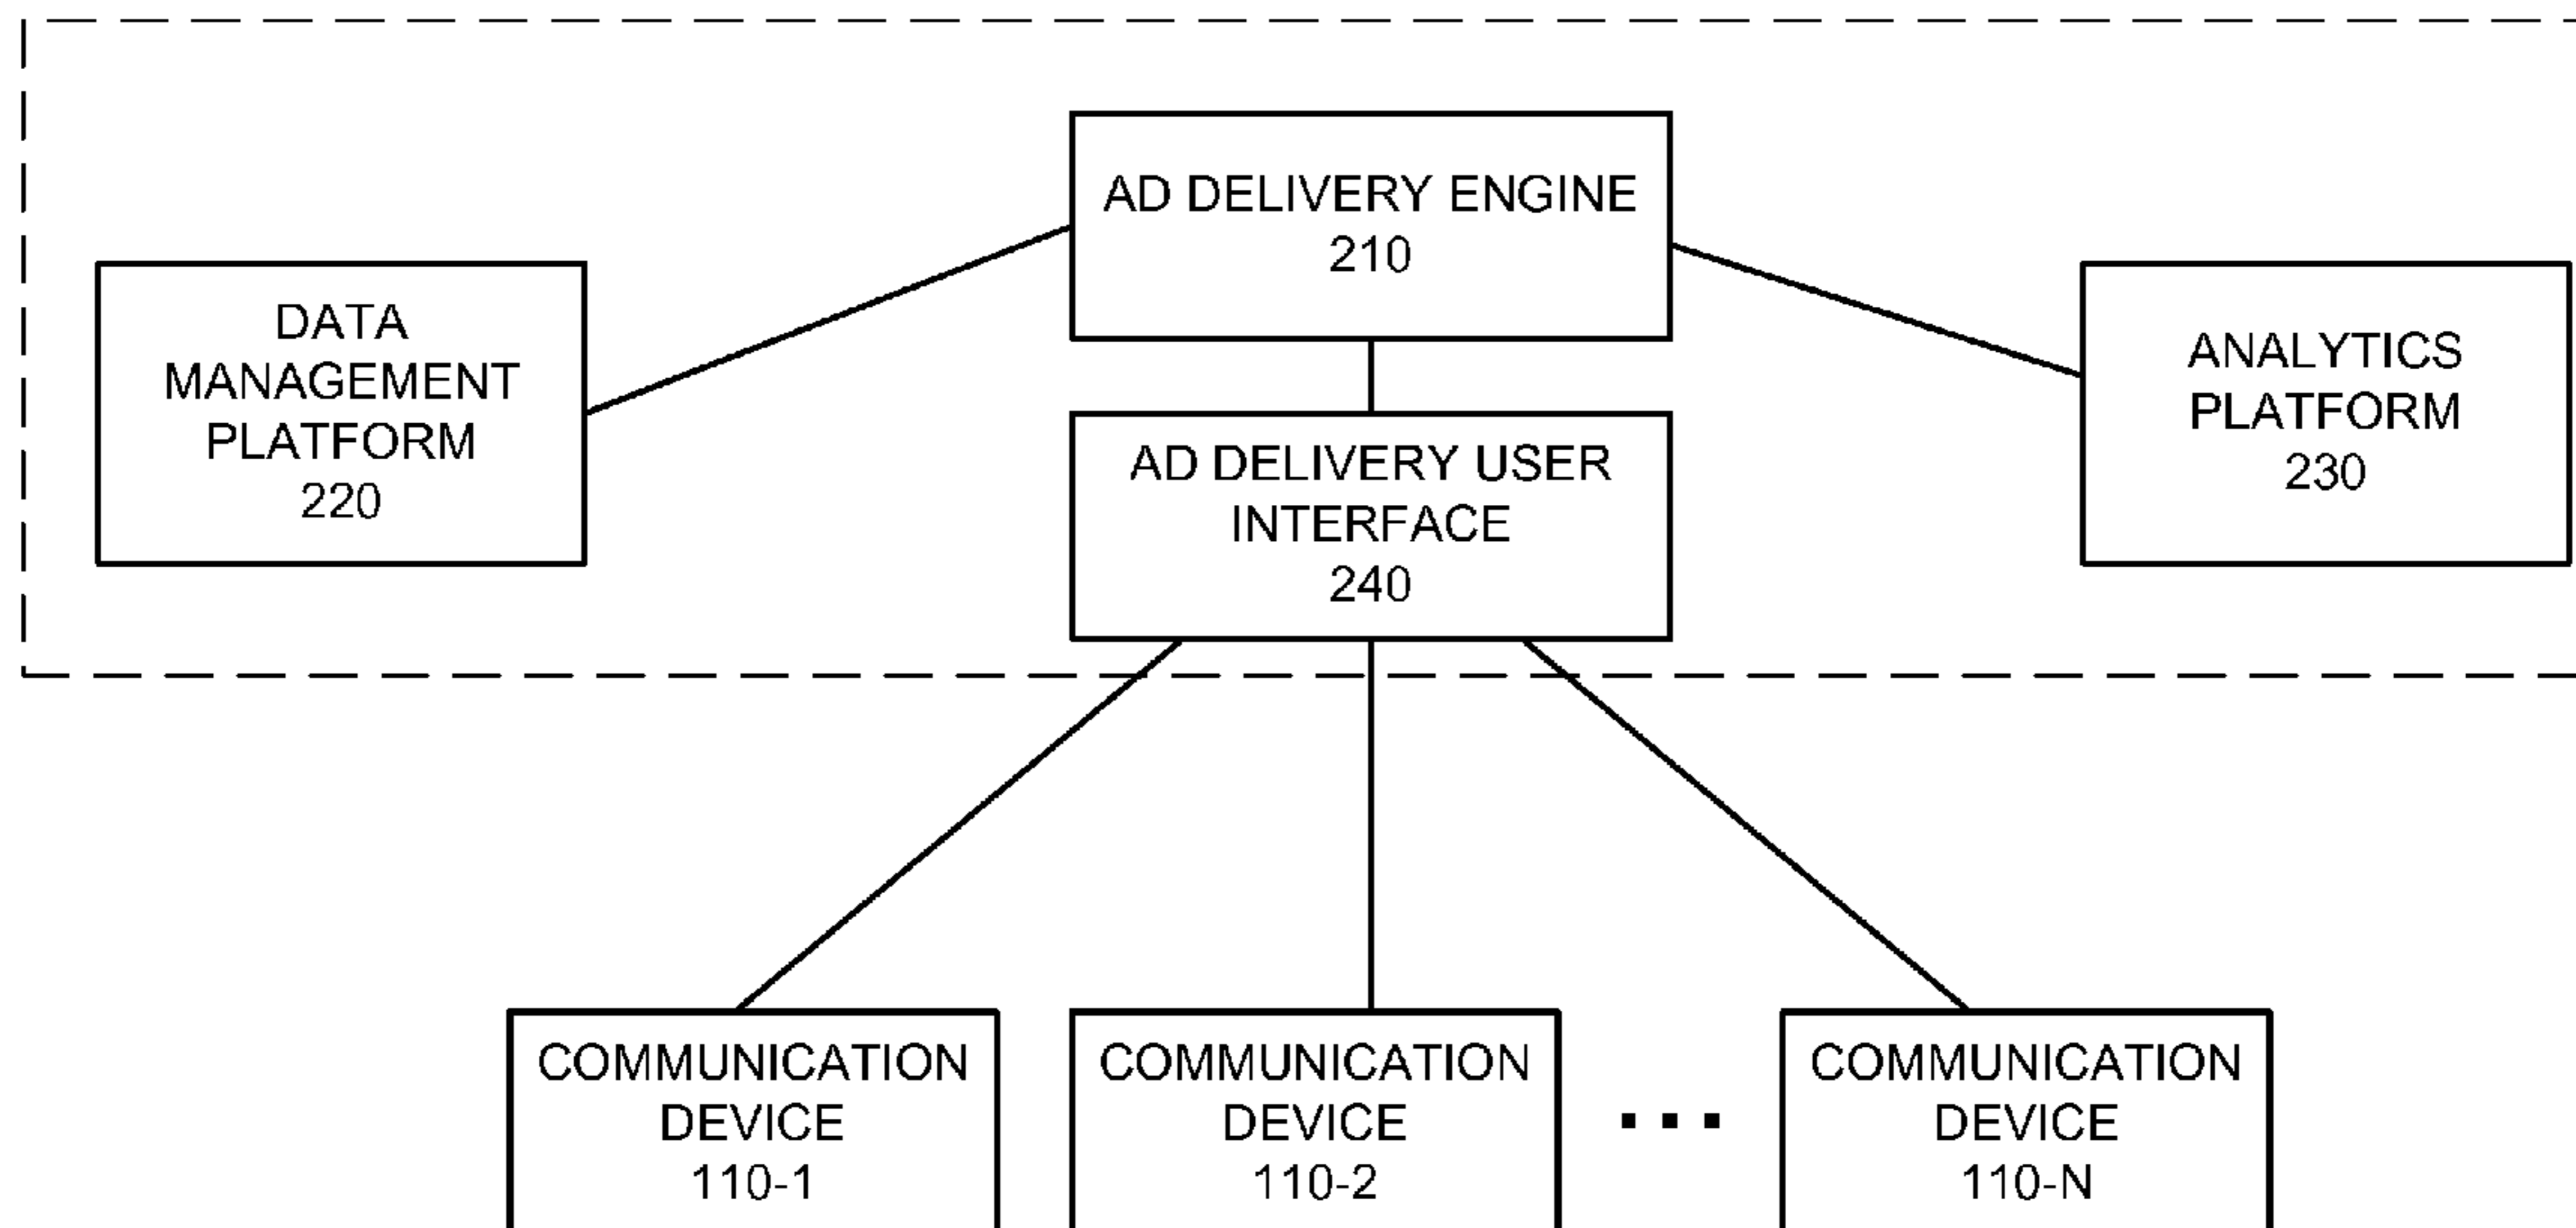 AD DELIVERY ENGINE
210
DATA
MANAGEMENT
PLATFORM
220
ANALYTICS
PLATFORM
230
AD DELIVERY USER
INTERFACE
240
COMMUNICATION
DEVICE
110-1
COMMUNICATION
DEVICE
110-2
...
COMMUNICATION
DEVICE
110-N